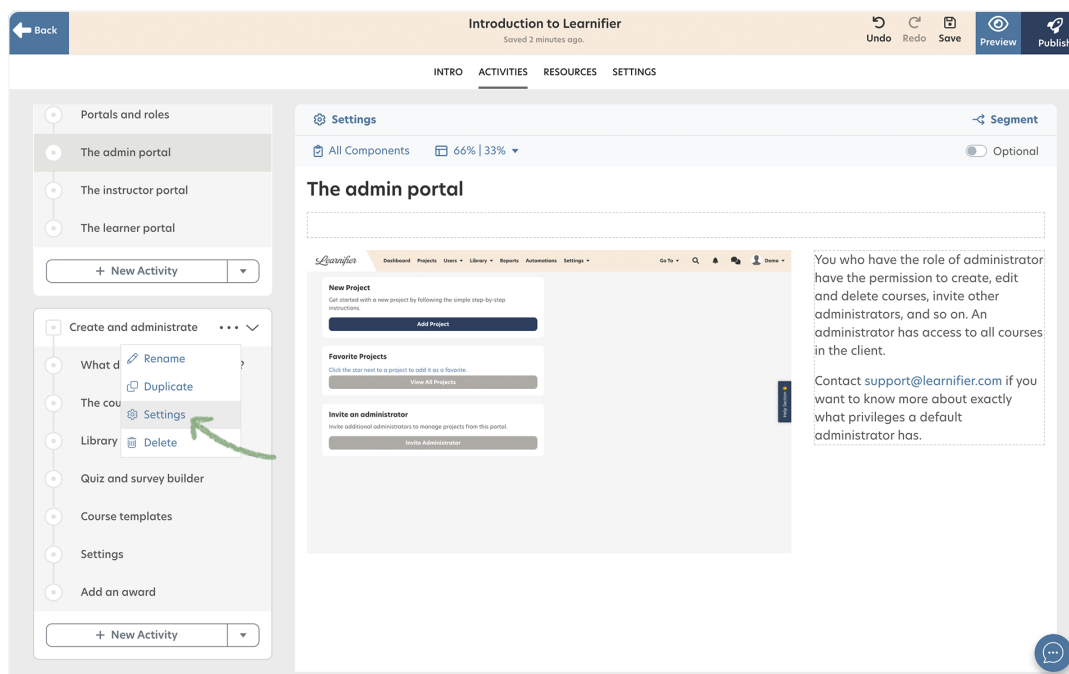 Back
Introduction to Learnifier
Saved 2 minutes ago.
Undo
Redo
Save
Preview
Publish
INTRO
ACTIVITIES
RESOURCES
SETTINGS
Portals and roles
The admin portal
The instructor portal
The learner portal
+ New Activity
Create and administrate
What d
?
Rename
Duplicate
The cou
Settings
Library
Delete
Quiz and survey builder
Course templates
Settings
Add an award
+ New Activity
Settings
Segment
All Components
66% | 33%
Optional
The admin portal
Learnifier
Dashboard Projects Users Library Reports Automations Settings
Go To
Demo
New Project
Get started with a new project by following the simple step-by-step
instructions.
Add Project
Favorite Projects
Click the star next to a project to add it as a favorite.
View All Projects
Invite an administrator
Invite additional administrators to manage projects from this portal.
Invite Administrator
Help Section
You who have the role of administrator
have the permission to create, edit
and delete courses, invite other
administrators, and so on. An
administrator has access to all courses
in the client.
Contact support@learnifier.com if you
want to know more about exactly
what privileges a default
administrator has.